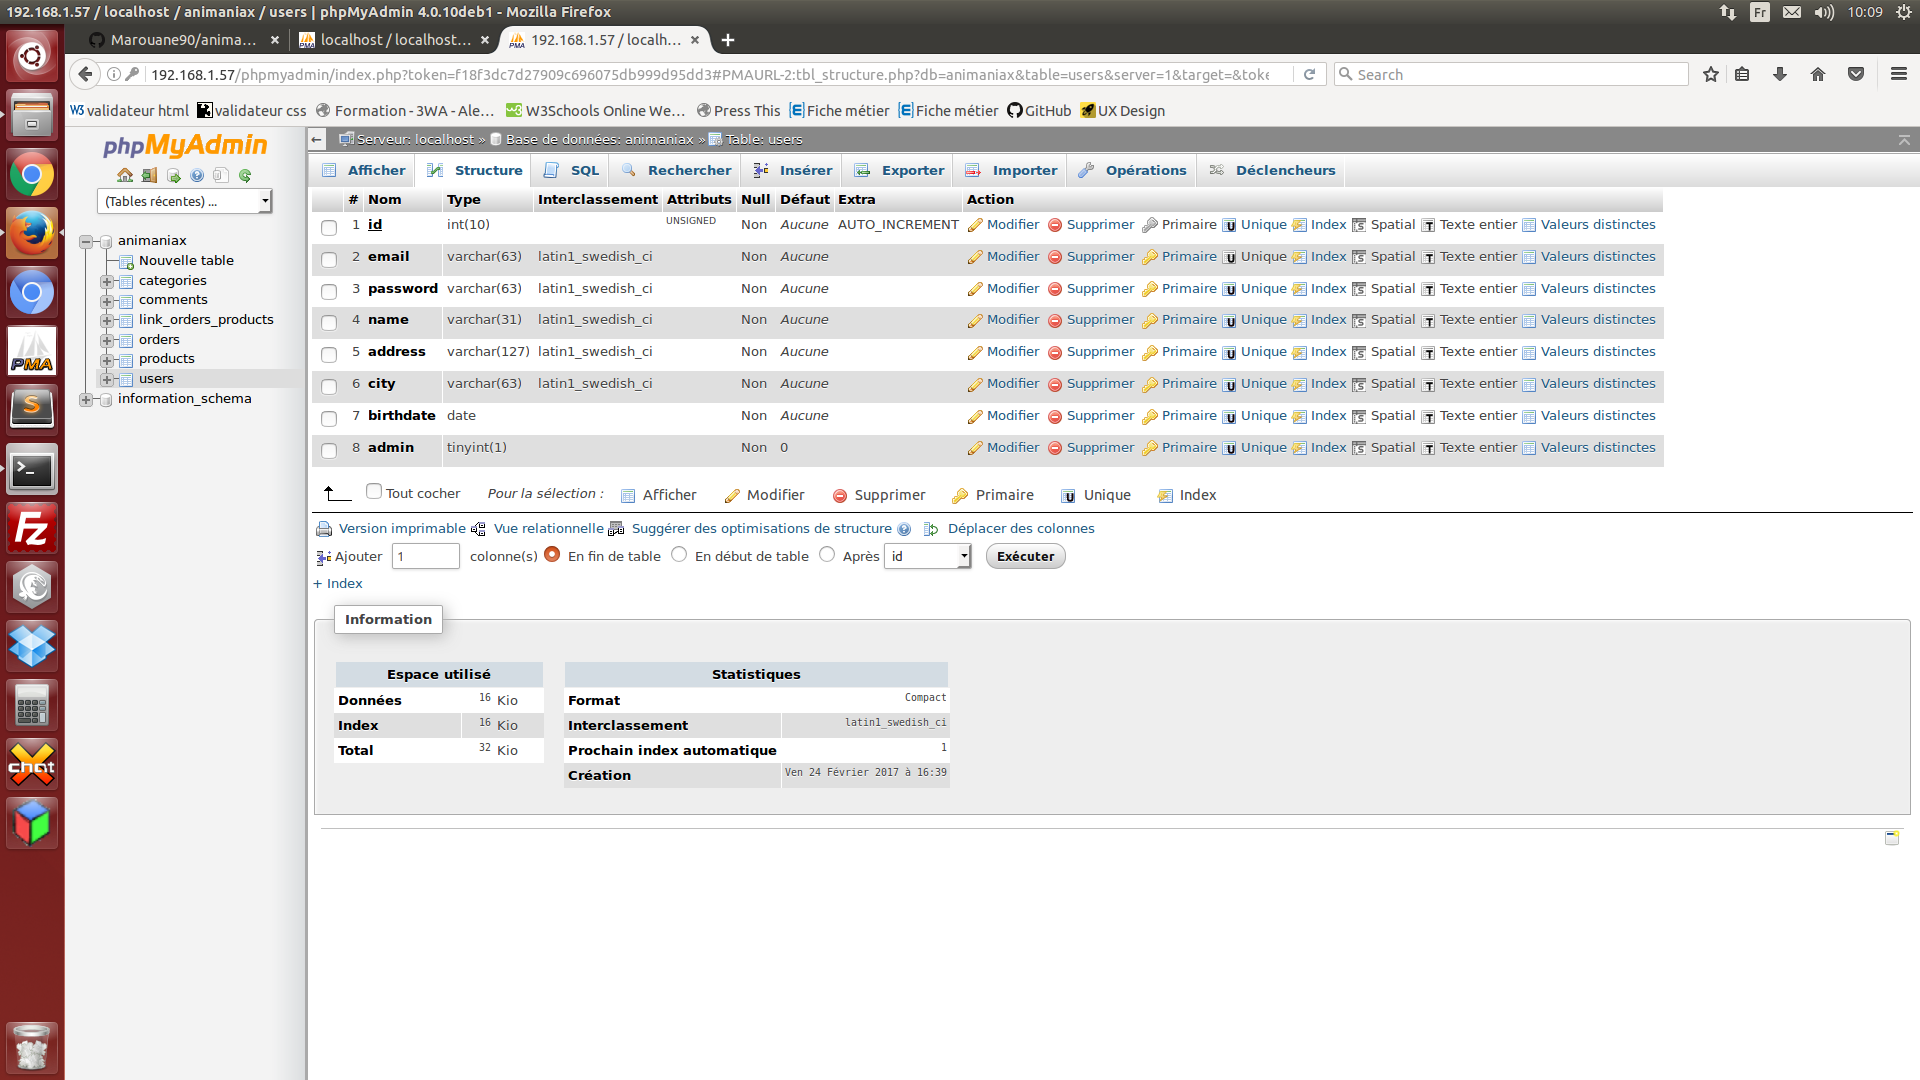 192.168.1.57 / localhost / animaniax / users | phpMyAdmin 4.0.10deb1 - Mozilla Firefox
Fr 10:09
Marouane90/anima... × localhost / localhost... × 192.168.1.57 / localh... ×
192.168.1.57/phpmyadmin/index.php?token=f18f3dc7d27909c696075db999d95dd3#PMAURL-2:tbl_structure.php?db=animaniax&table=users&server=1&target=&toke
Search
validateur html validateur css Formation - 3WA - Ale... W3Schools Online We... Press This Fiche métier Fiche métier GitHub UX Design
phpMyAdmin
(Tables récentes) ...
animaniax
Nouvelle table
categories
comments
link_orders_products
orders
products
users
information_schema
PMA
Fz
chat
Serveur: localhost » Base de données: animaniax » Table: users
Afficher Structure SQL Rechercher Insérer Exporter Importer Opérations Déclencheurs
# Nom Type Interclassement Attributs Null Défaut Extra Action
1 id int(10) UNSIGNED Non Aucune AUTO_INCREMENT Modifier Supprimer Primaire Unique Index Spatial Texte entier Valeurs distinctes
2 email varchar(63) latin1_swedish_ci Non Aucune Modifier Supprimer Primaire Unique Index Spatial Texte entier Valeurs distinctes
3 password varchar(63) latin1_swedish_ci Non Aucune Modifier Supprimer Primaire Unique Index Spatial Texte entier Valeurs distinctes
4 name varchar(31) latin1_swedish_ci Non Aucune Modifier Supprimer Primaire Unique Index Spatial Texte entier Valeurs distinctes
5 address varchar(127) latin1_swedish_ci Non Aucune Modifier Supprimer Primaire Unique Index Spatial Texte entier Valeurs distinctes
6 city varchar(63) latin1_swedish_ci Non Aucune Modifier Supprimer Primaire Unique Index Spatial Texte entier Valeurs distinctes
7 birthdate date Non Aucune Modifier Supprimer Primaire Unique Index Spatial Texte entier Valeurs distinctes
8 admin tinyint(1) Non 0 Modifier Supprimer Primaire Unique Index Spatial Texte entier Valeurs distinctes
Tout cocher Pour la sélection : Afficher Modifier Supprimer Primaire Unique Index
Version imprimable Vue relationnelle Suggérer des optimisations de structure Déplacer des colonnes
Ajouter 1 colonne(s) En fin de table En début de table Après id Exécuter
+ Index
Information
Espace utilisé
Données 16 Kio
Index 16 Kio
Total 32 Kio
Statistiques
Format Compact
Interclassement latin1_swedish_ci
Prochain index automatique 1
Création Ven 24 Février 2017 à 16:39